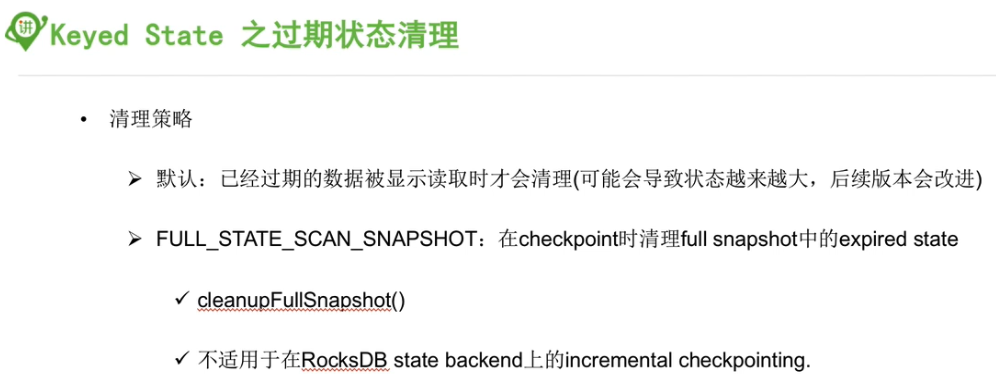 讲 Keyed State 之过期状态清理
• 清理策略
➢ 默认：已经过期的数据被显示读取时才会清理(可能会导致状态越来越大，后续版本会改进)
➢ FULL_STATE_SCAN_SNAPSHOT：在checkpoint时清理full snapshot中的expired state
✓ cleanupFullSnapshot()
✓ 不适用于在RocksDB state backend上的incremental checkpointing.